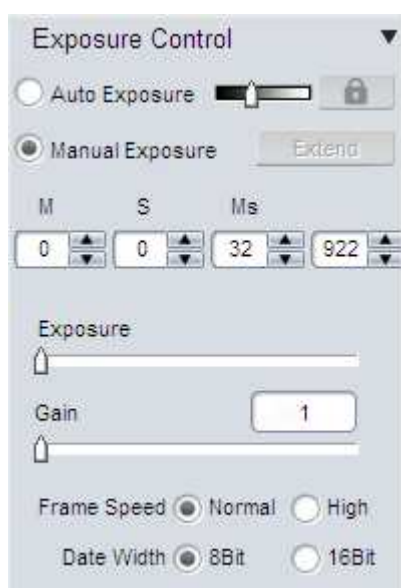 Exposure Control
Auto Exposure
Manual Exposure Extend
M S Ms
0 0 32 922
Exposure
Gain 1
Frame Speed Normal High
Date Width 8Bit 16Bit